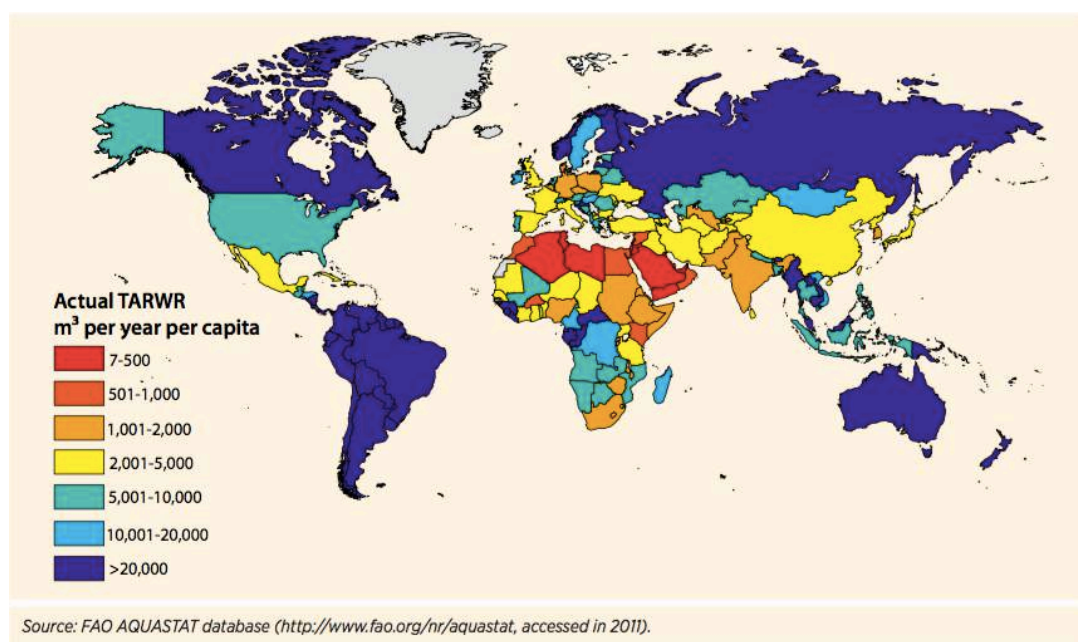 Actual TARWR
m³ per year per capita
7-500
501-1,000
1,001-2,000
2,001-5,000
5,001-10,000
10,001-20,000
>20,000
Source: FAO AQUASTAT database (http://www.fao.org/nr/aquastat, accessed in 2011).